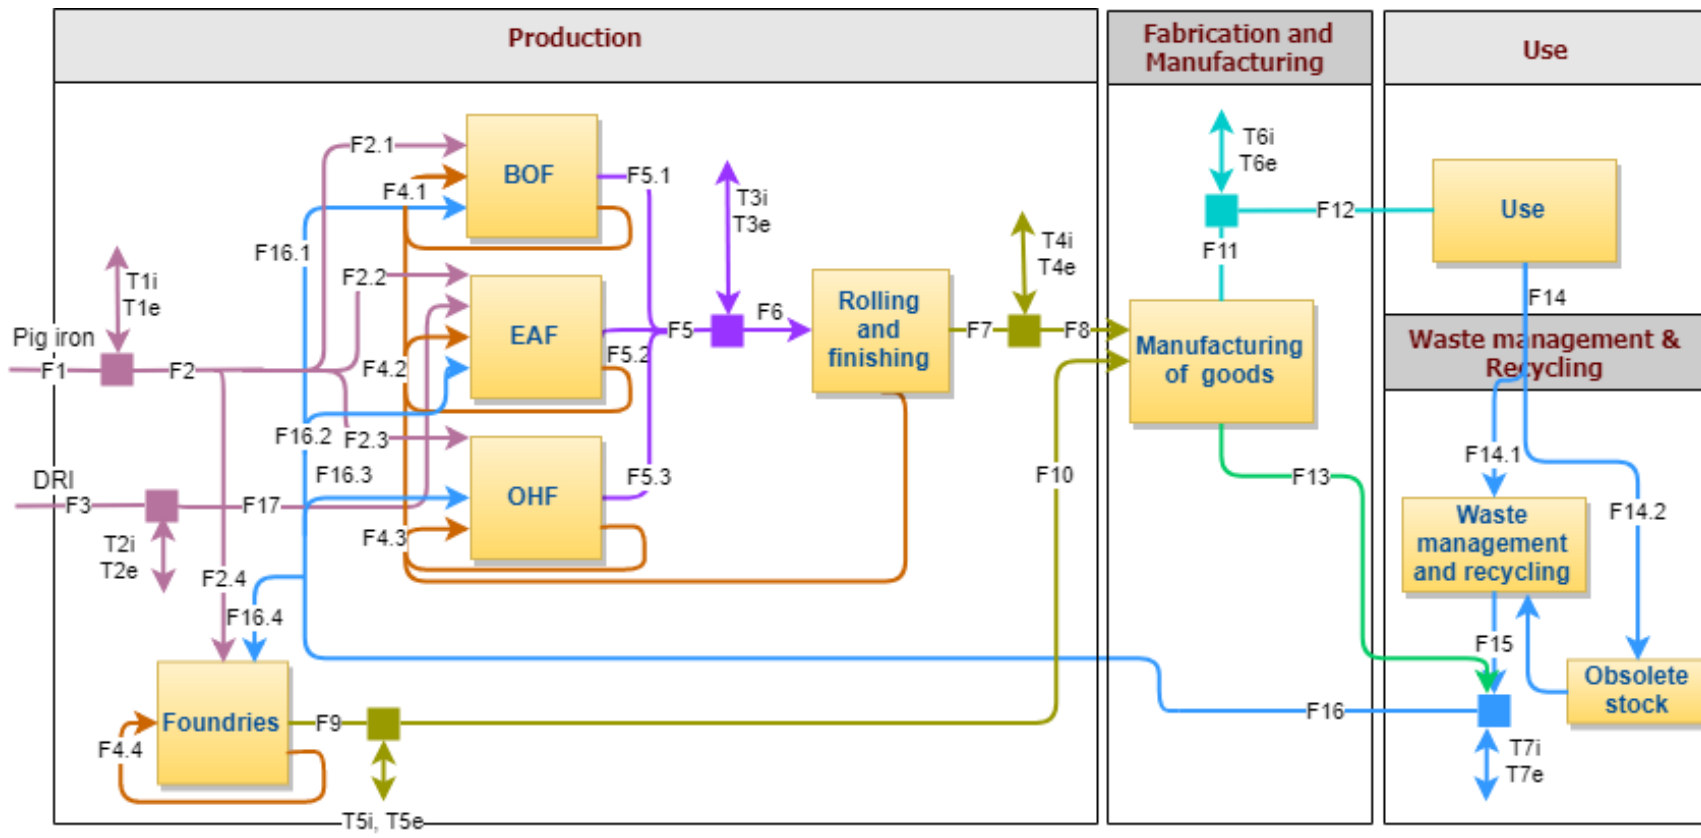 Production
Fabrication and
Manufacturing
Use
F2.1
BOF
F5.1
F4.1
T3i
T3e
T6i
T6e
F12
Use
F16.1
F11
T4i
T4e
T1i
T1e
F2.2
F14
Pig iron
F1
F2
EAF
F4.2
F5.2
F5
F6
Rolling
and
finishing
F7
F8
Manufacturing
of goods
Waste management &
Recycling
F16.2
F2.3
F16.3
F5.3
F10
F13
F14.1
DRI
F3
F17
OHF
F4.3
F14.2
Waste
management
and recycling
T2i
T2e
F2.4
F16.4
F15
Obsolete
stock
Foundries
F9
F4.4
F16
T7i
T7e
T5i, T5e